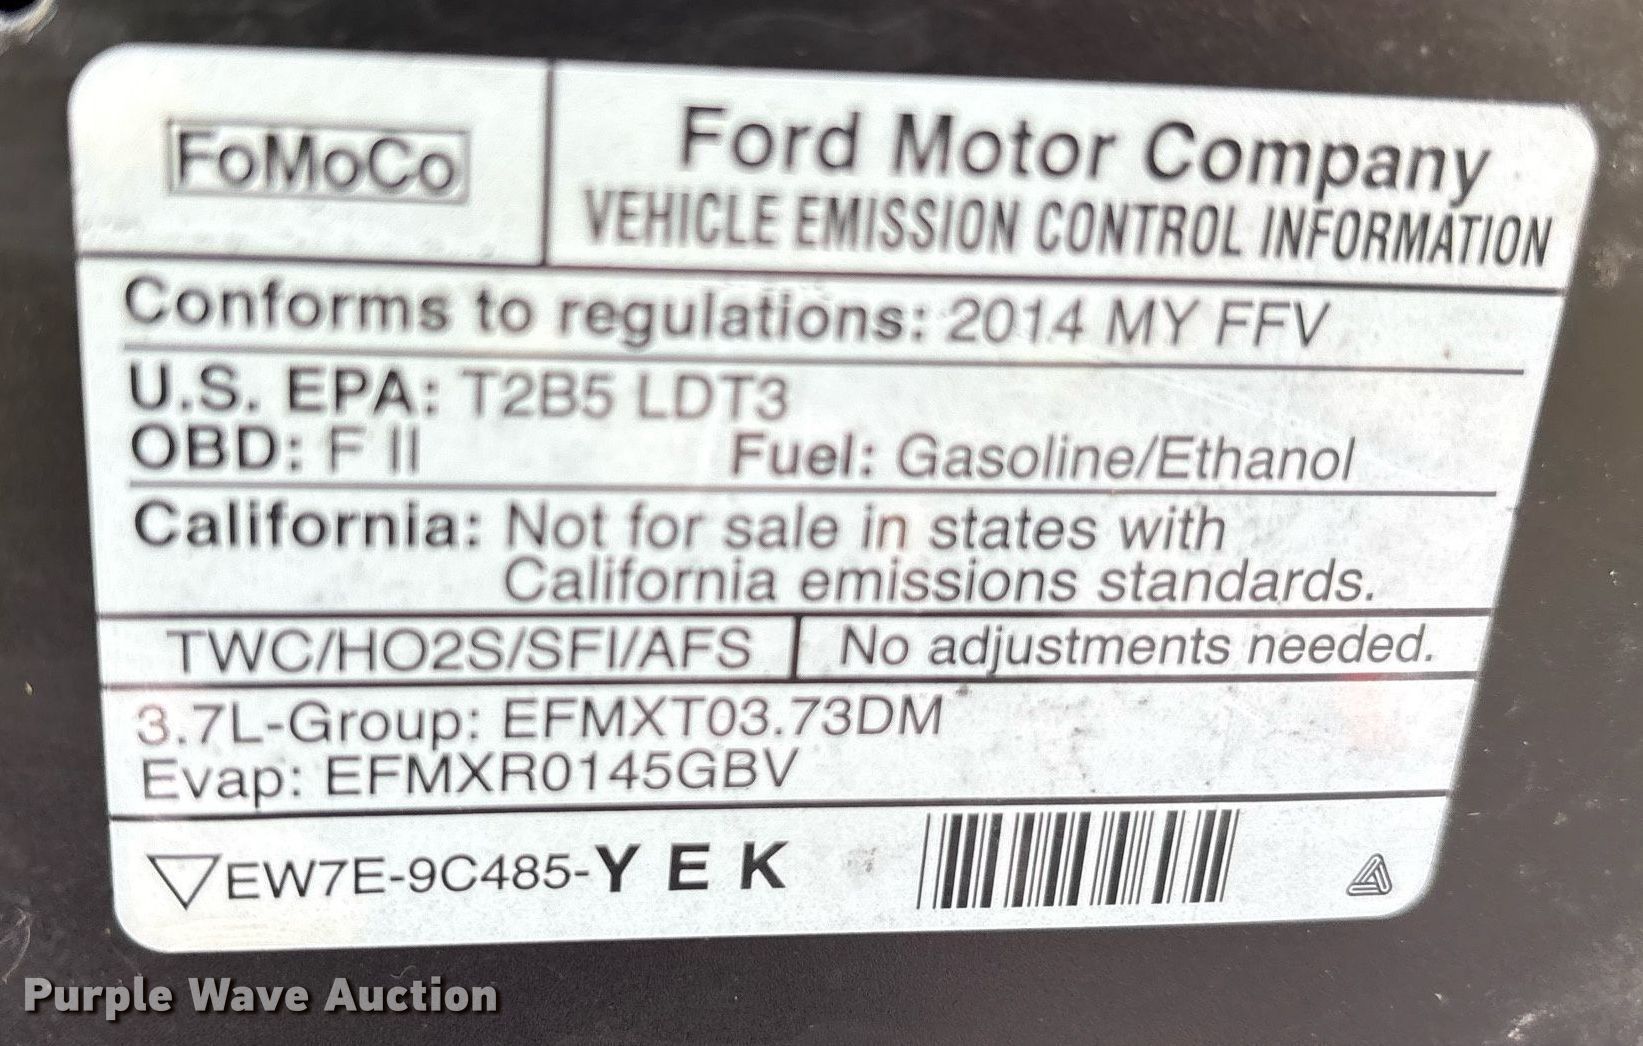 FoMoCo
Ford Motor Company
VEHICLE EMISSION CONTROL INFORMATION
Conforms to regulations: 2014 MY FFV
U.S. EPA: T2B5 LDT3
OBD: F II Fuel: Gasoline/Ethanol
California: Not for sale in states with
California emissions standards.
TWC/HO2S/SFI/AFS No adjustments needed.
3.7L-Group: EFMXT03.73DM
Evap: EFMXR0145GBV
EW7E-9C485-Y E K
Purple Wave Auction